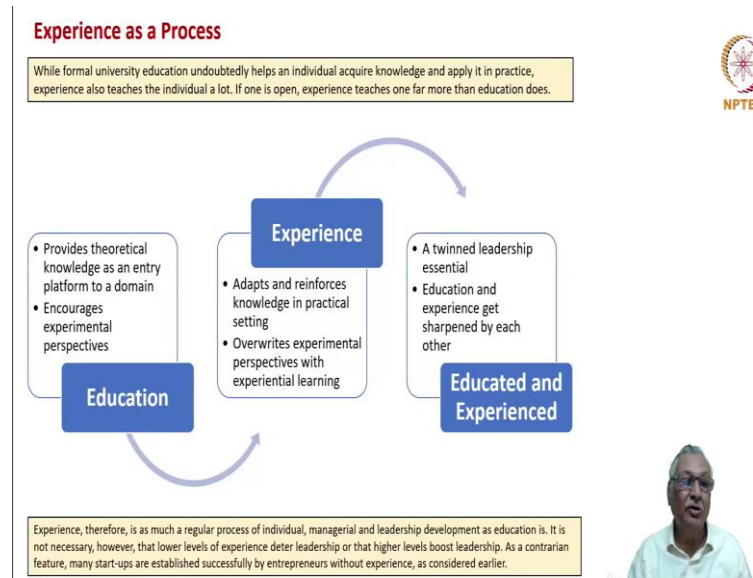 Experience as a Process
While formal university education undoubtedly helps an individual acquire knowledge and apply it in practice,
experience also teaches the individual a lot. If one is open, experience teaches one far more than education does.
NPTE
• Provides theoretical
knowledge as an entry
platform to a domain
• Encourages
experimental
perspectives
Education
Experience
• Adapts and reinforces
knowledge in practical
setting
• Overwrites experimental
perspectives with
experiential learning
• A twinned leadership
essential
• Education and
experience get
sharpened by each
other
Educated and
Experienced
Experience, therefore, is as much a regular process of individual, managerial and leadership development as education is. It is
not necessary, however, that lower levels of experience deter leadership or that higher levels boost leadership. As a contrarian
feature, many start-ups are established successfully by entrepreneurs without experience, as considered earlier.